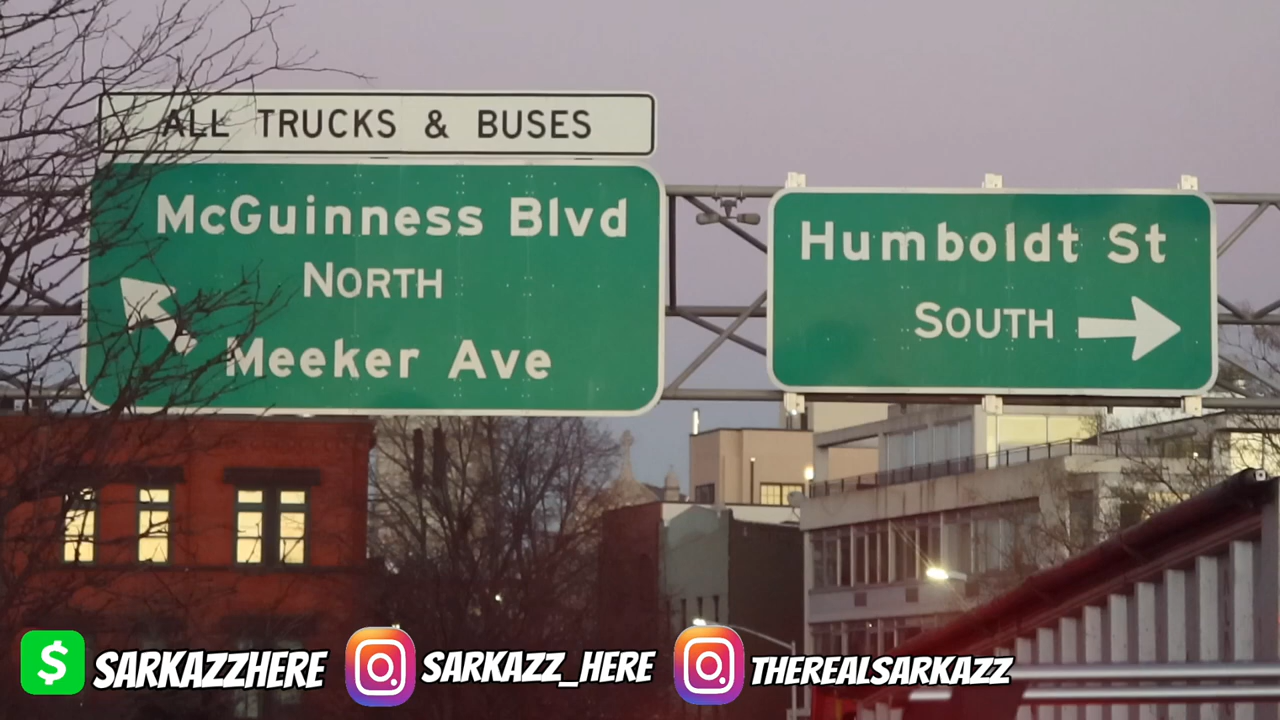 ALL TRUCKS & BUSES
McGuinness Blvd
NORTH
Meeker Ave
Humboldt St
SOUTH
$ SARKAZZHERE SARKAZZ_HERE THEREALSARKAZZ